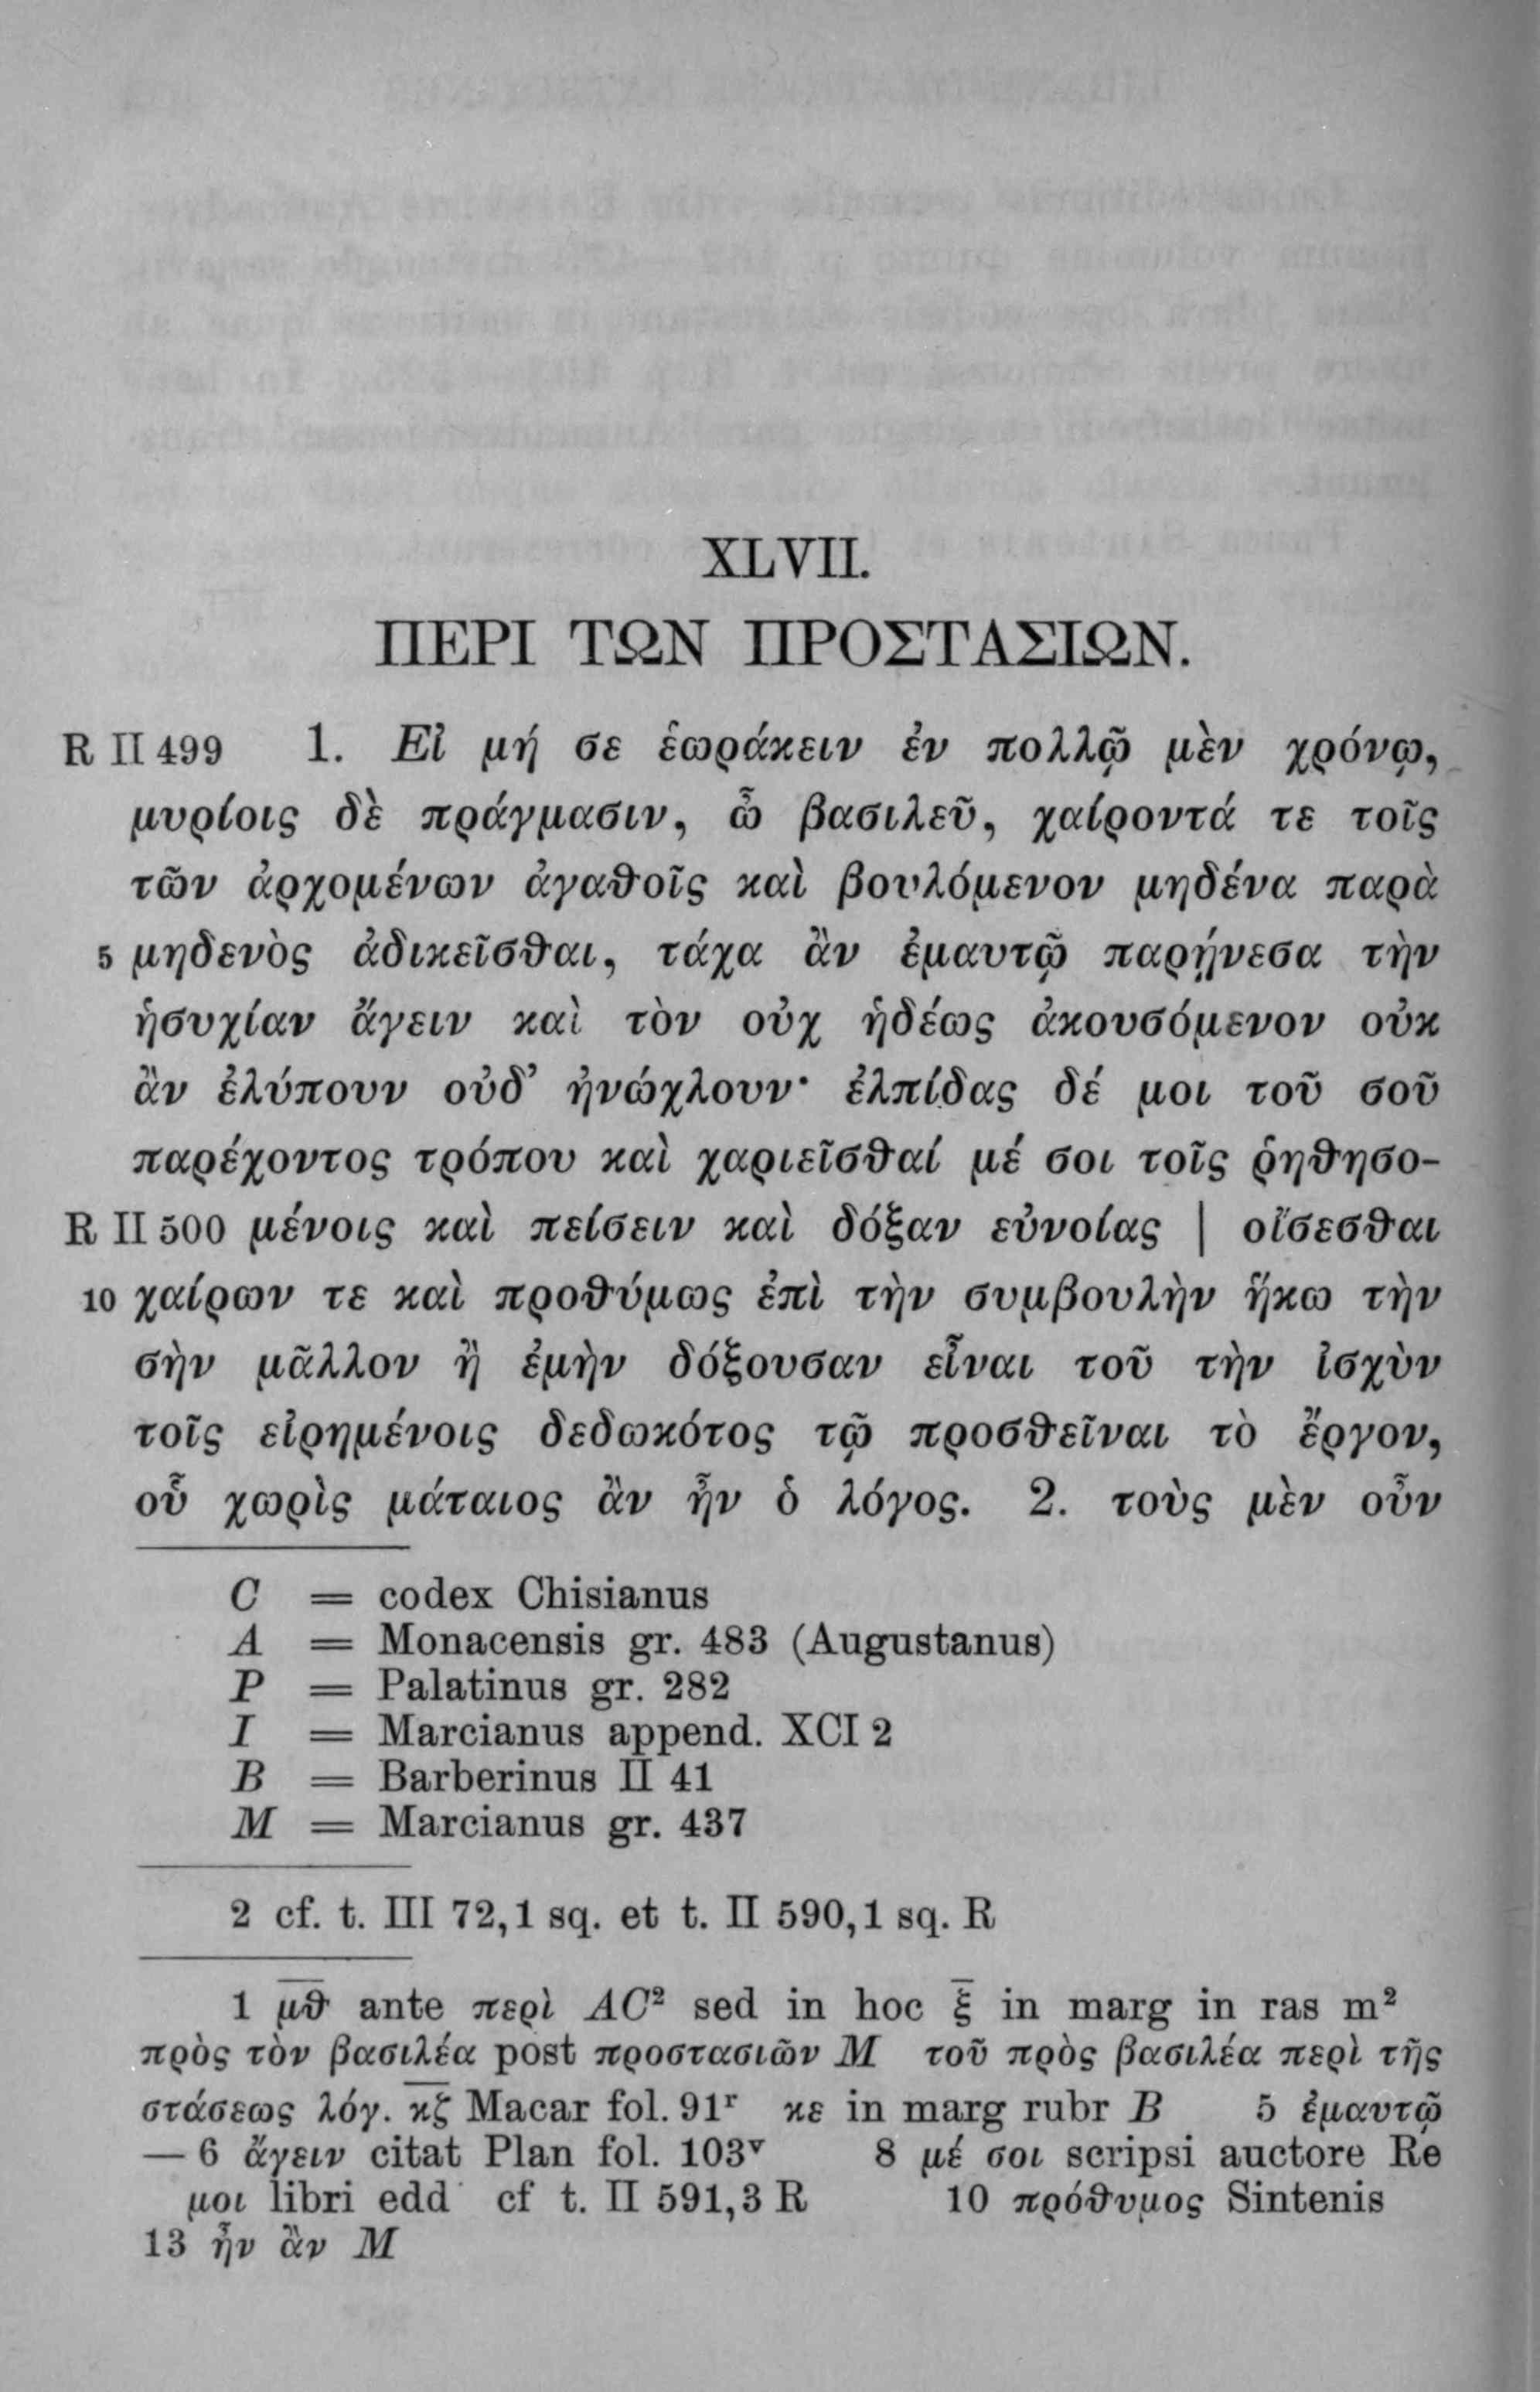 XLVII.
ΠΕΡΙ ΤΩΝ ΠΡΟΣΤΑΣΙΩΝ.
R II 499 1. Εἰ μή σε ἑωράκειν ἐν πολλῷ μὲν χρόνῳ,
μυρίοις δὲ πράγμασιν, ὦ βασιλεῦ, χαίροντά τε τοῖς
τῶν ἀρχομένων ἀγαθοῖς καὶ βουλόμενον μηδένα παρὰ
5 μηδενὸς ἀδικεῖσθαι, τάχα ἂν ἐμαυτῷ παρῄνεσα τὴν
ἡσυχίαν ἄγειν καὶ τὸν οὐχ ἡδέως ἀκουσόμενον οὐκ
ἂν ἐλύπουν οὐδ’ ἠνώχλουν· ἐλπίδας δέ μοι τοῦ σοῦ
παρέχοντος τρόπου καὶ χαριεῖσθαί μέ σοι τοῖς ῥηθησο-
R II 500 μένοις καὶ πείσειν καὶ δόξαν εὐνοίας | οἴσεσθαι
10 χαίρων τε καὶ προθύμως ἐπὶ τὴν συμβουλὴν ἥκω τὴν
σὴν μᾶλλον ἢ ἐμὴν δόξουσαν εἶναι τοῦ τὴν ἰσχὺν
τοῖς εἰρημένοις δεδωκότος τῷ προσθεῖναι τὸ ἔργον,
οὗ χωρὶς μάταιος ἂν ἦν ὁ λόγος. 2. τοὺς μὲν οὖν
C = codex Chisianus
A = Monacensis gr. 483 (Augustanus)
P = Palatinus gr. 282
I = Marcianus append. XCI 2
B = Barberinus II 41
M = Marcianus gr. 437
2 cf. t. III 72,1 sq. et t. II 590,1 sq. R
1 μ̅θ̅ ante περὶ AC² sed in hoc ξ̅ in marg in ras m²
πρὸς τὸν βασιλέα post προστασιῶν M τοῦ πρὸς βασιλέα περὶ τῆς
στάσεως λόγ. κ̅ζ̅ Macar fol. 91ʳ κε in marg rubr B 5 ἐμαυτῷ
— 6 ἄγειν citat Plan fol. 103ᵛ 8 μέ σοι scripsi auctore Re
μοι libri edd cf t. II 591,3 R 10 πρόθυμος Sintenis
13 ἦν ἂν M